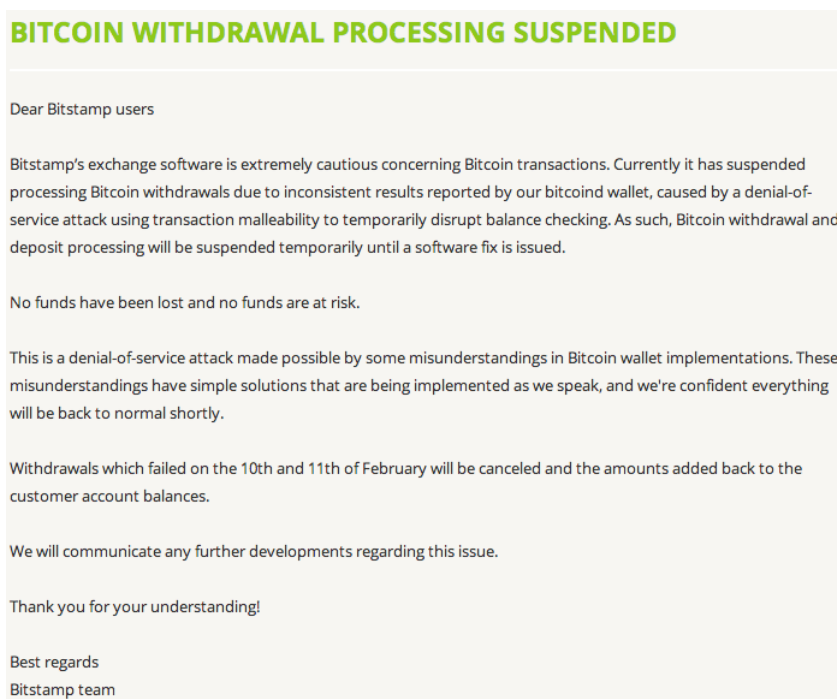 BITCOIN WITHDRAWAL PROCESSING SUSPENDED
Dear Bitstamp users
Bitstamp's exchange software is extremely cautious concerning Bitcoin transactions. Currently it has suspended
processing Bitcoin withdrawals due to inconsistent results reported by our bitcoind wallet, caused by a denial-of-
service attack using transaction malleability to temporarily disrupt balance checking. As such, Bitcoin withdrawal and
deposit processing will be suspended temporarily until a software fix is issued.
No funds have been lost and no funds are at risk.
This is a denial-of-service attack made possible by some misunderstandings in Bitcoin wallet implementations. These
misunderstandings have simple solutions that are being implemented as we speak, and we're confident everything
will be back to normal shortly.
Withdrawals which failed on the 10th and 11th of February will be canceled and the amounts added back to the
customer account balances.
We will communicate any further developments regarding this issue.
Thank you for your understanding!
Best regards
Bitstamp team